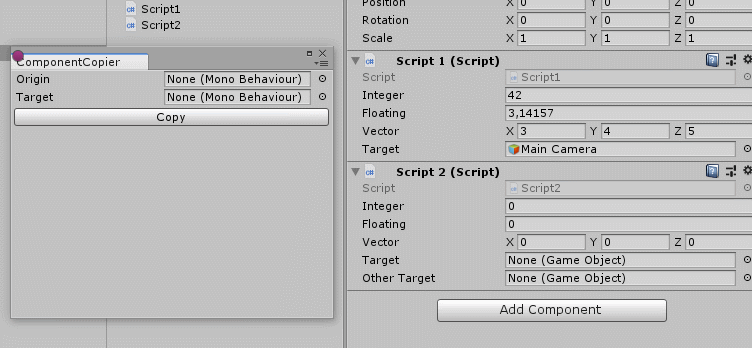 Script1
Script2
ComponentCopier
Origin None (Mono Behaviour)
Target None (Mono Behaviour)
Copy
Position X 0 Y 0 Z 0
Rotation X 0 Y 0 Z 0
Scale X 1 Y 1 Z 1
Script 1 (Script)
Script Script1
Integer 42
Floating 3,14157
Vector X 3 Y 4 Z 5
Target Main Camera
Script 2 (Script)
Script Script2
Integer 0
Floating 0
Vector X 0 Y 0 Z 0
Target None (Game Object)
Other Target None (Game Object)
Add Component